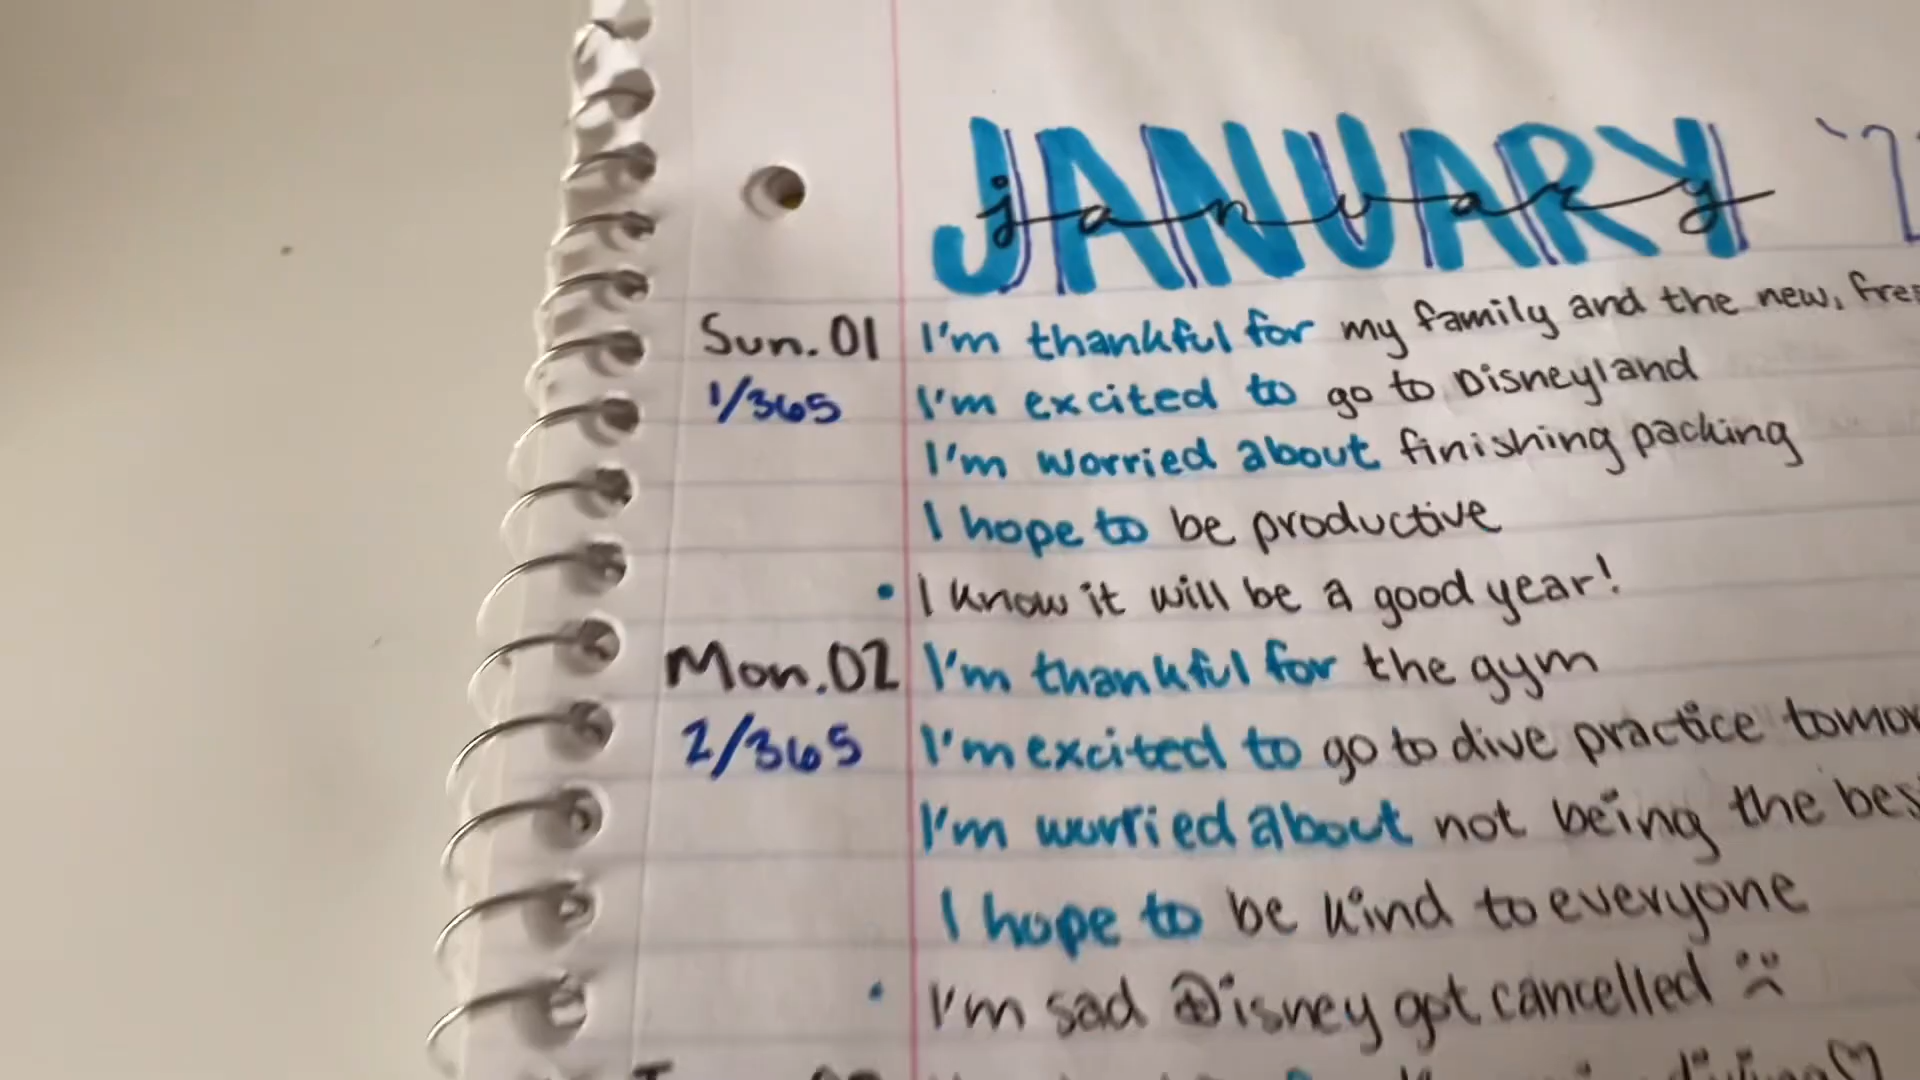 JANUARY
january
Sun. 01 I'm thankful for my family and the new,
1/365 I'm excited to go to Disneyland
I'm worried about finishing packing
I hope to be productive
• I know it will be a good year!
Mon. 02 I'm thankful for the gym
2/365 I'm excited to go to dive practice
I'm worried about not being the
I hope to be kind to everyone
• I'm sad Disney got cancelled :(